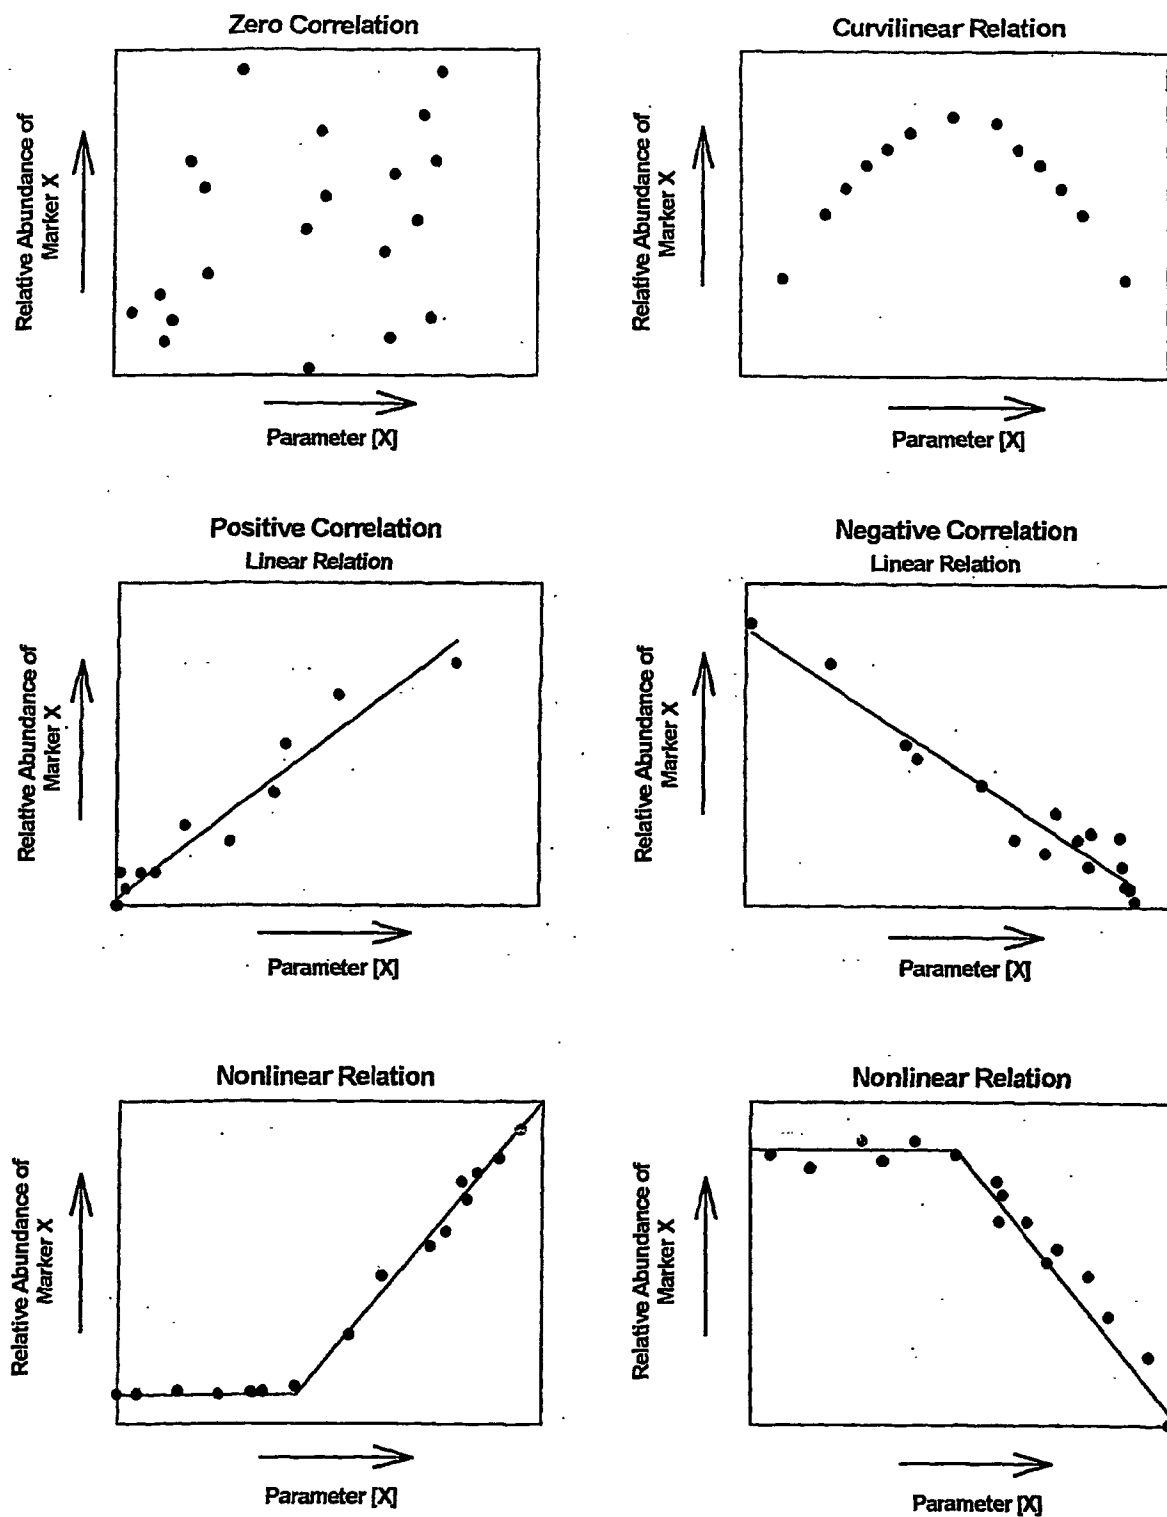 Zero Correlation
Relative Abundance of
Marker X
Parameter [X]
Curvilinear Relation
Relative Abundance of
Marker X
Parameter [X]
Positive Correlation
Linear Relation
Relative Abundance of
Marker X
Parameter [X]
Negative Correlation
Linear Relation
Relative Abundance of
Marker X
Parameter [X]
Nonlinear Relation
Relative Abundance of
Marker X
Parameter [X]
Nonlinear Relation
Relative Abundance of
Marker X
Parameter [X]